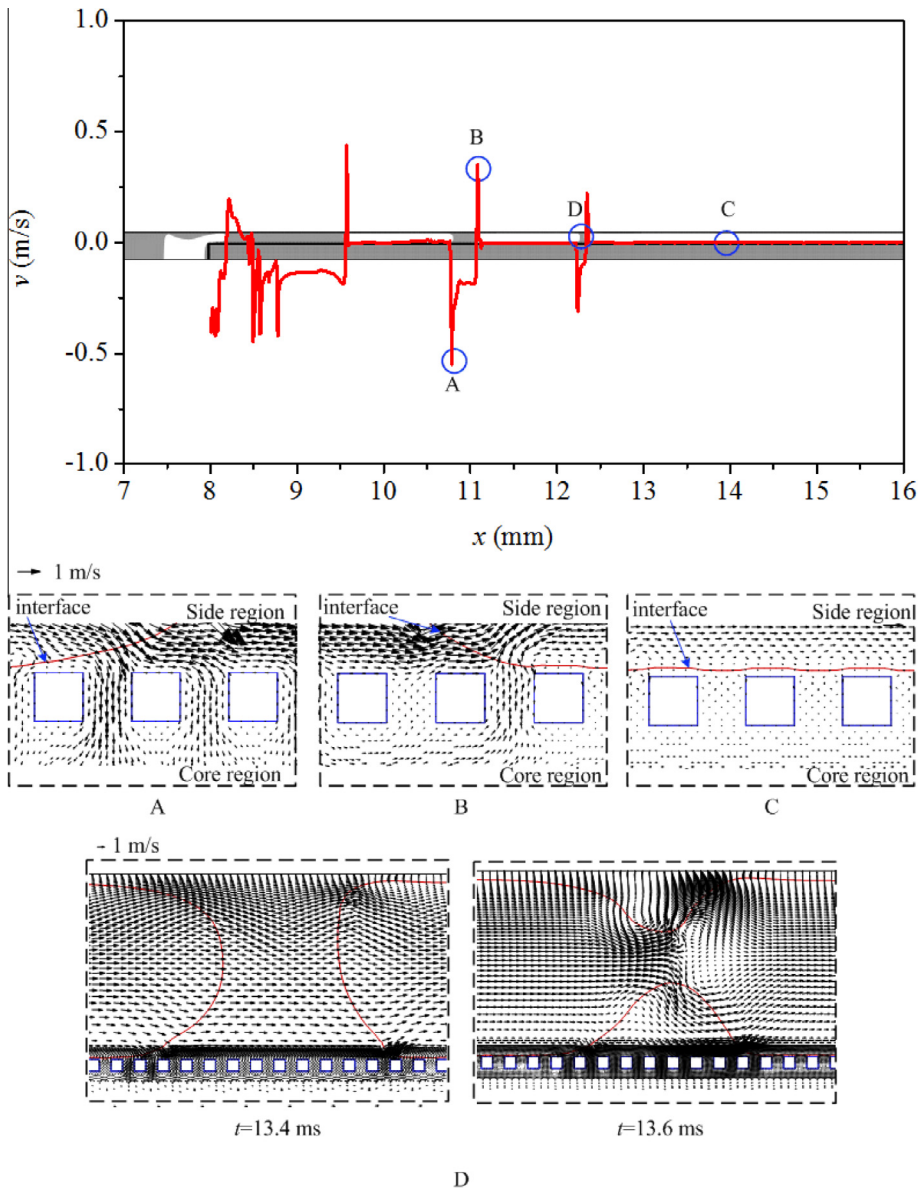 1.0
0.5
0.0
-0.5
-1.0
v (m/s)
B
D
C
A
7 8 9 10 11 12 13 14 15 16
x (mm)
1 m/s
interface
Side region
Core region
A
interface
Side region
Core region
B
Side region
interface
Core region
C
1 m/s
t=13.4 ms
t=13.6 ms
D